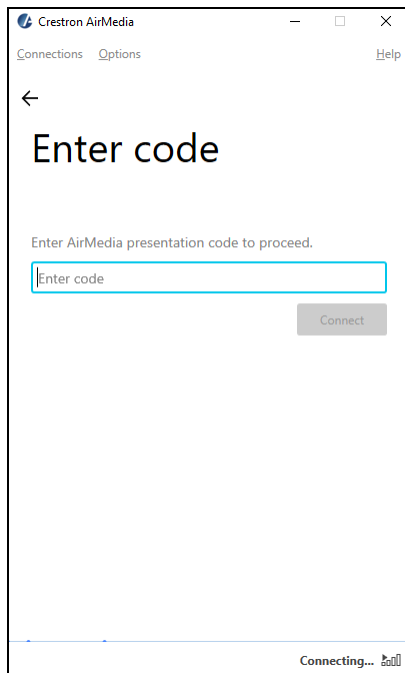 Crestron AirMedia
Connections Options Help
Enter code
Enter AirMedia presentation code to proceed.
Enter code
Connect
Connecting...